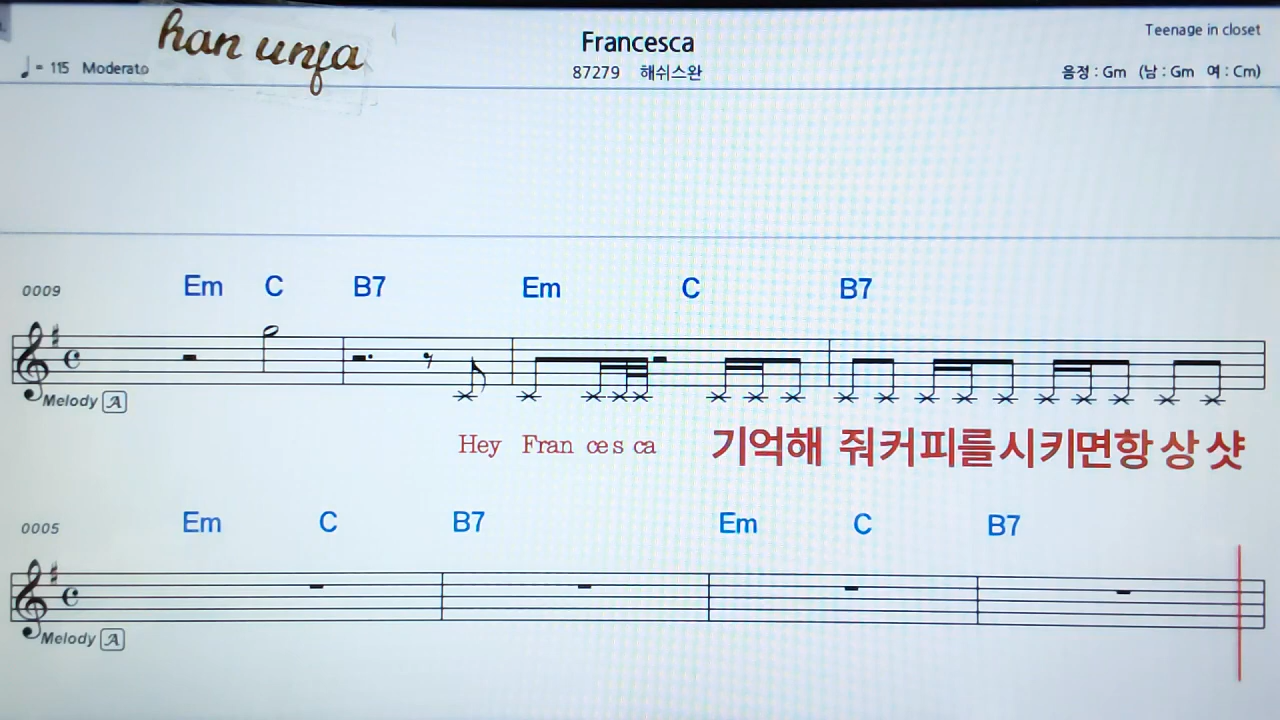 han unfa
Francesca
Teenage in closet
♩ = 115 Moderato
87279 해쉬스완
음정 : Gm (남 : Gm 여 : Cm)
0009
Em C B7 Em C B7
Melody A
Hey Fran ce s ca 기억해 줘커피를시키면항 상 샷
0005
Em C B7 Em C B7
Melody A